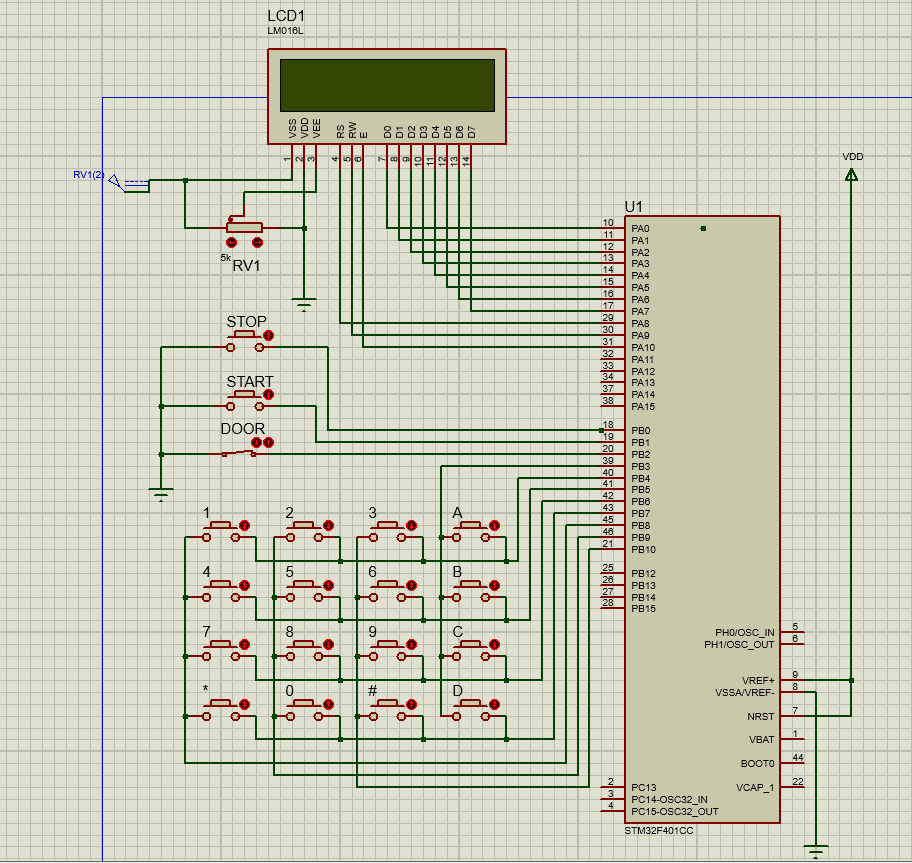 LCD1
LM016L
VSS
VDD
VEE
RS
RW
E
D0
D1
D2
D3
D4
D5
D6
D7
1
2
3
4
5
6
7
8
9
10
11
12
13
14
RV1(2)
5k
RV1
VDD
U1
10 PA0
11 PA1
12 PA2
13 PA3
14 PA4
15 PA5
16 PA6
17 PA7
29 PA8
30 PA9
31 PA10
32 PA11
33 PA12
34 PA13
37 PA14
38 PA15
18 PB0
19 PB1
20 PB2
39 PB3
40 PB4
41 PB5
42 PB6
43 PB7
45 PB8
46 PB9
21 PB10
25 PB12
26 PB13
27 PB14
28 PB15
PH0/OSC_IN 5
PH1/OSC_OUT 6
VREF+ 9
VSSA/VREF- 8
NRST 7
VBAT 1
BOOT0 44
VCAP_1 22
2 PC13
3 PC14-OSC32_IN
4 PC15-OSC32_OUT
STM32F401CC
STOP
START
DOOR
1 2 3 A
4 5 6 B
7 8 9 C
* 0 # D